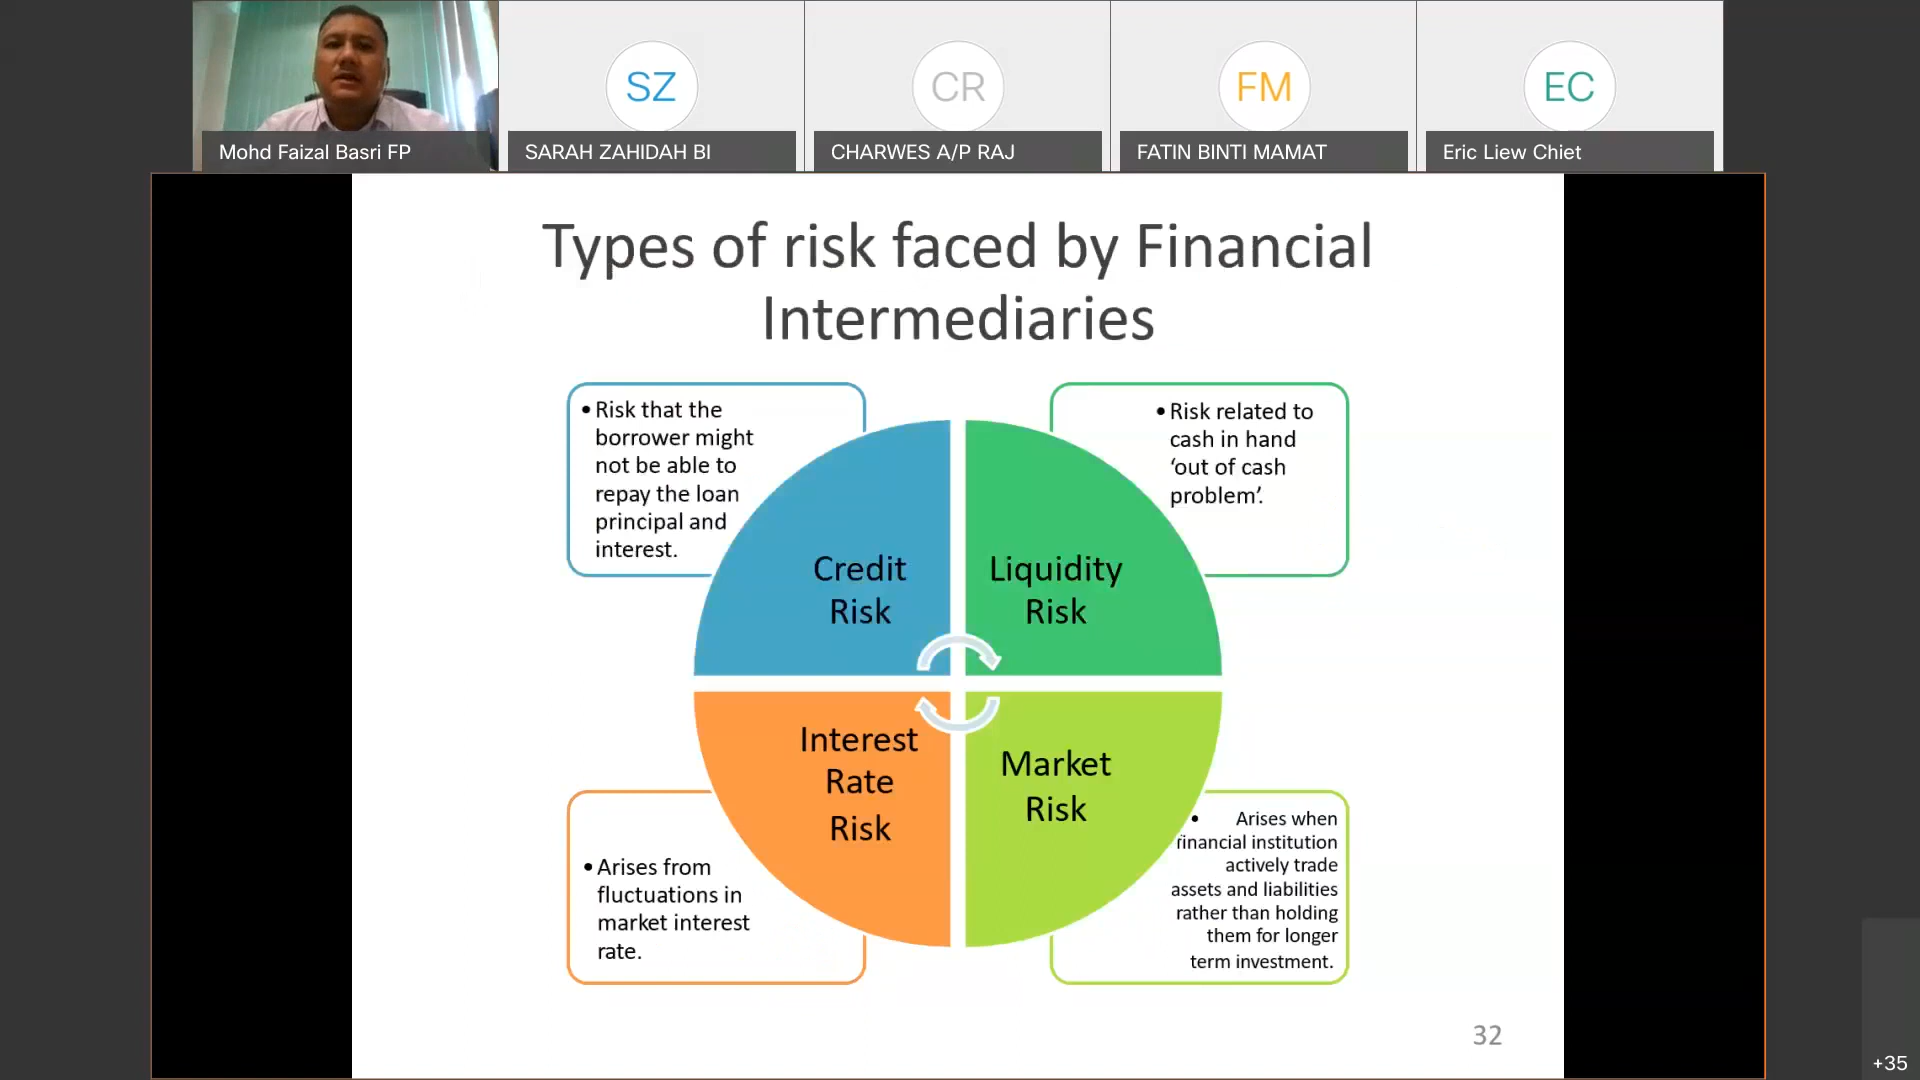 SZ
CR
FM
EC
Mohd Faizal Basri FP
SARAH ZAHIDAH BI
CHARWES A/P RAJ
FATIN BINTI MAMAT
Eric Liew Chiet
Types of risk faced by Financial
Intermediaries
• Risk that the
borrower might
not be able to
repay the loan
principal and
interest.
• Risk related to
cash in hand
‘out of cash
problem’.
Credit
Risk
Liquidity
Risk
Interest
Rate
Risk
Market
Risk
• Arises from
fluctuations in
market interest
rate.
• Arises when
financial institution
actively trade
assets and liabilities
rather than holding
them for longer
term investment.
32
+35